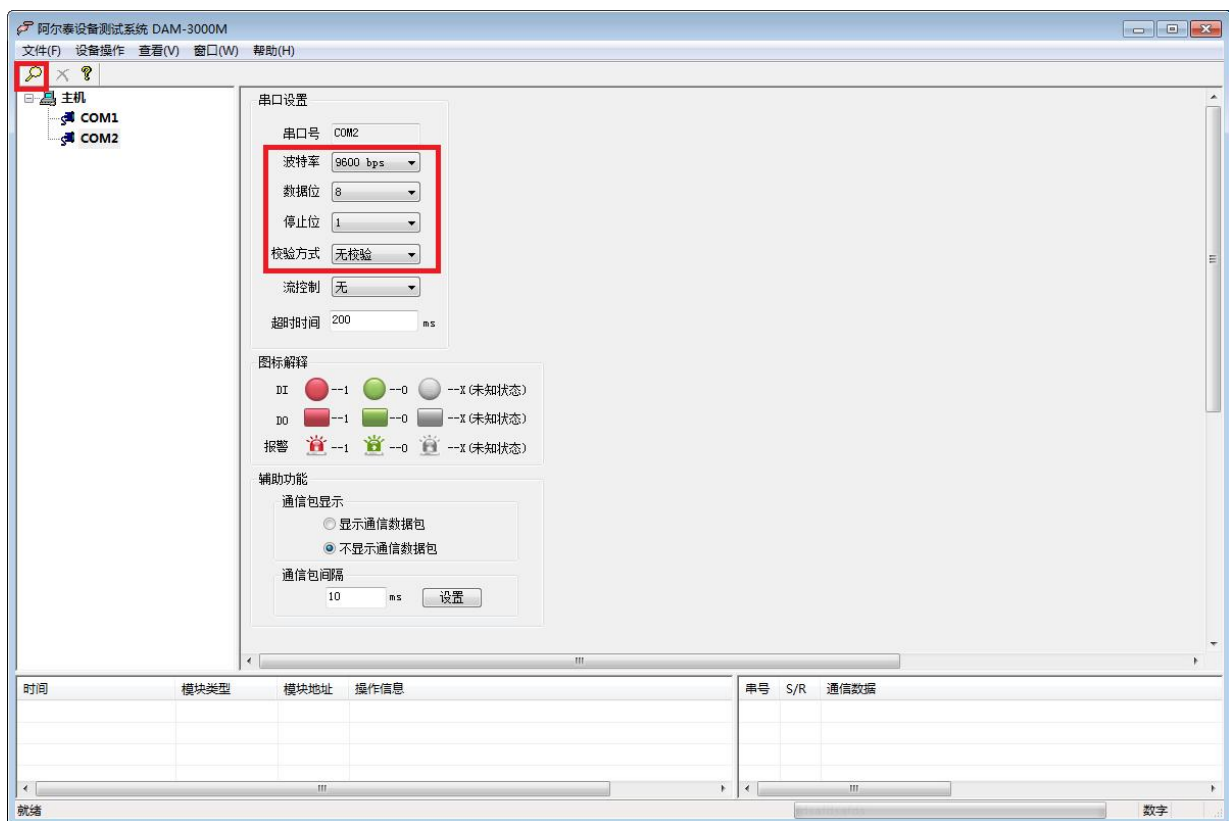 阿尔泰设备测试系统 DAM-3000M
文件(F) 设备操作 查看(V) 窗口(W) 帮助(H)
主机
COM1
COM2
串口设置
串口号 COM2
波特率 9600 bps
数据位 8
停止位 1
校验方式 无校验
流控制 无
超时时间 200 ms
图标解释
DI --1 --0 --X(未知状态)
DO --1 --0 --X(未知状态)
报警 --1 --0 --X(未知状态)
辅助功能
通信包显示
显示通信数据包
不显示通信数据包
通信包间隔
10 ms 设置
时间 模块类型 模块地址 操作信息 串号 S/R 通信数据
就绪 数字